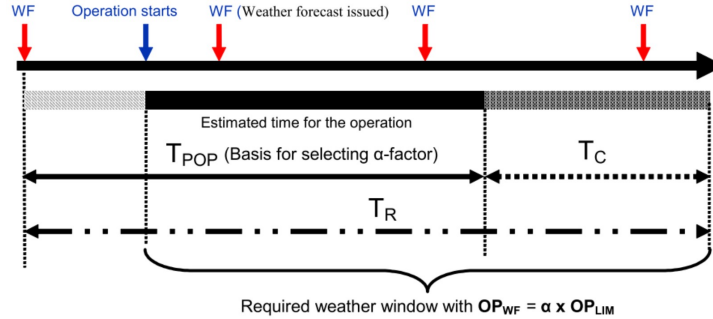 WF Operation starts WF (Weather forecast issued) WF WF
Estimated time for the operation
TPOP (Basis for selecting α-factor) TC
TR
Required weather window with OPWF = α x OPLIM